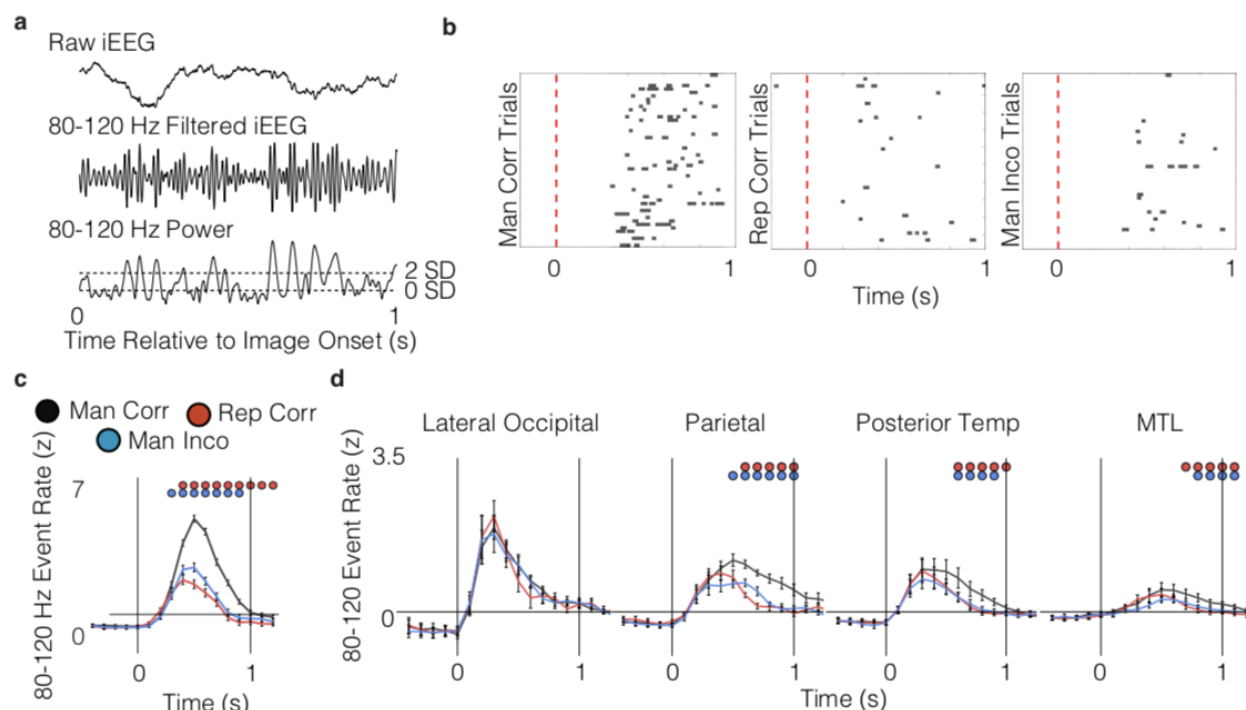 a
Raw iEEG
80-120 Hz Filtered iEEG
80-120 Hz Power
2 SD
0 SD
0 1
Time Relative to Image Onset (s)
b
Man Corr Trials
Rep Corr Trials
Man Inco Trials
0 1 0 1 0 1
Time (s)
c
Man Corr
Rep Corr
Man Inco
80-120 Hz Event Rate (z)
7
0
0 1
Time (s)
d
Lateral Occipital
Parietal
Posterior Temp
MTL
80-120 Event Rate (z)
3.5
0
0 1 0 1 0 1 0 1
Time (s)